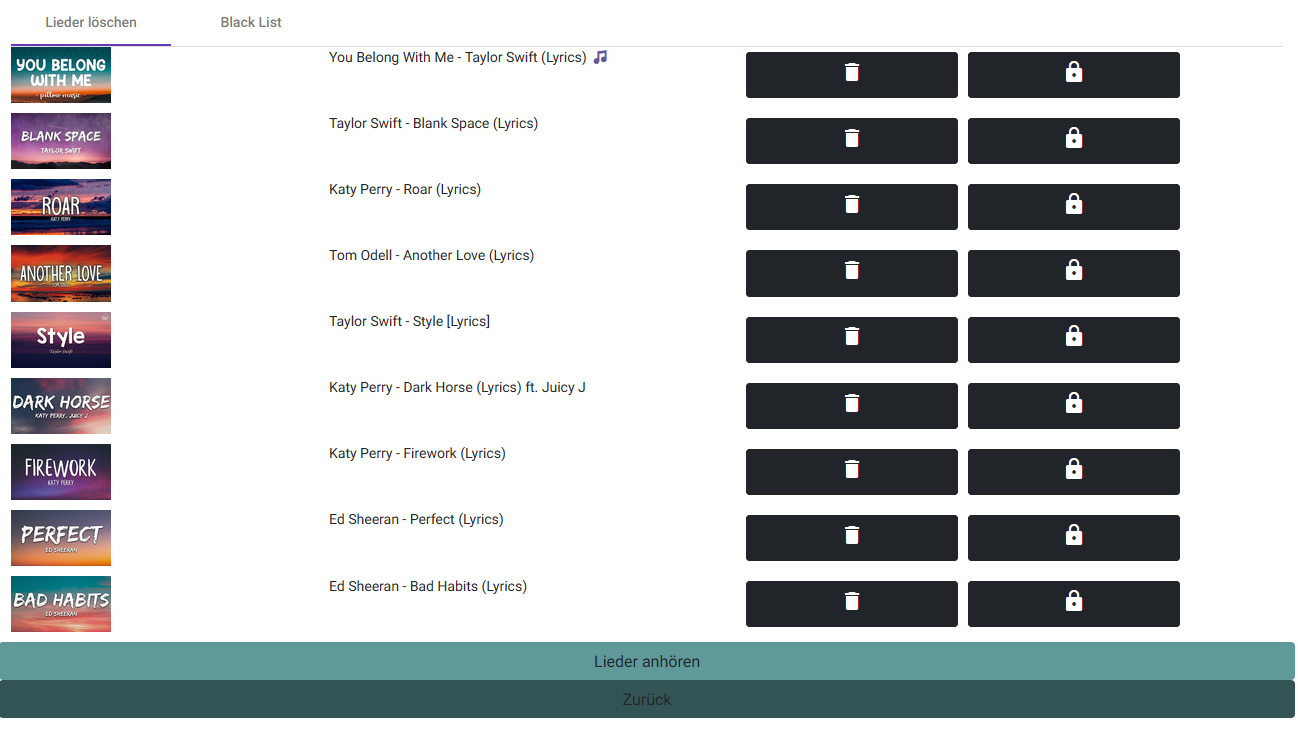 Lieder löschen Black List
YOU BELONG
WITH ME
- pillow music -
You Belong With Me - Taylor Swift (Lyrics) 🎵
BLANK SPACE
TAYLOR SWIFT
Taylor Swift - Blank Space (Lyrics)
ROAR
KATY PERRY
Katy Perry - Roar (Lyrics)
ANOTHER LOVE
TOM ODELL
Tom Odell - Another Love (Lyrics)
Style
Taylor Swift
Taylor Swift - Style [Lyrics]
DARK HORSE
KATY PERRY, JUICY J
Katy Perry - Dark Horse (Lyrics) ft. Juicy J
FIREWORK
KATY PERRY
Katy Perry - Firework (Lyrics)
PERFECT
ED SHEERAN
Ed Sheeran - Perfect (Lyrics)
BAD HABITS
ED SHEERAN
Ed Sheeran - Bad Habits (Lyrics)
Lieder anhören
Zurück